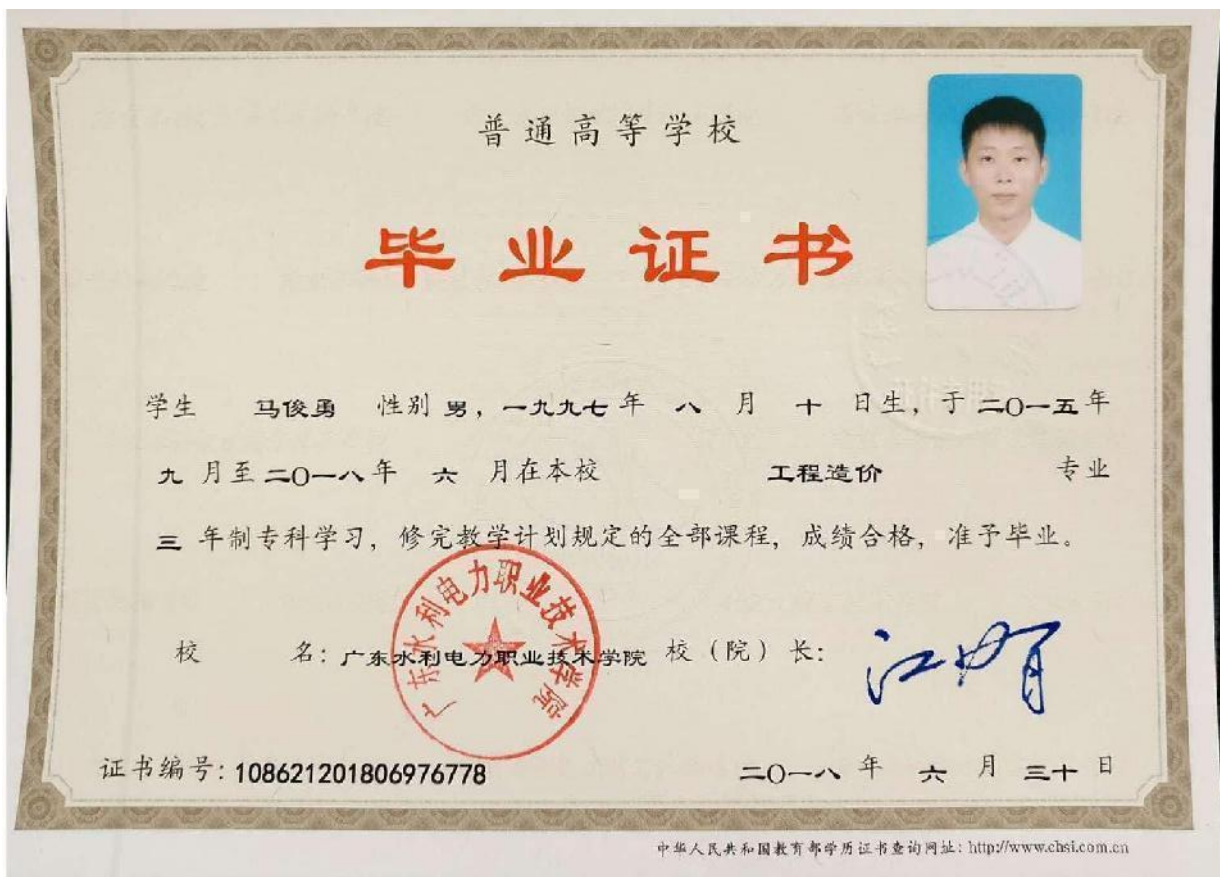 普通高等学校
毕业证书
学生 马俊勇 性别 男，一九九七年 八 月 十 日生，于 二〇一五年
九 月至 二〇一八年 六 月在本校 工程造价 专业
三 年制专科学习，修完教学计划规定的全部课程，成绩合格，准予毕业。
校 名：广东水利电力职业技术学院 校（院）长：
广东水利电力职业技术学院
证书编号：108621201806976778 二〇一八 年 六 月 三十 日
中华人民共和国教育部学历证书查询网址：http://www.chsi.com.cn